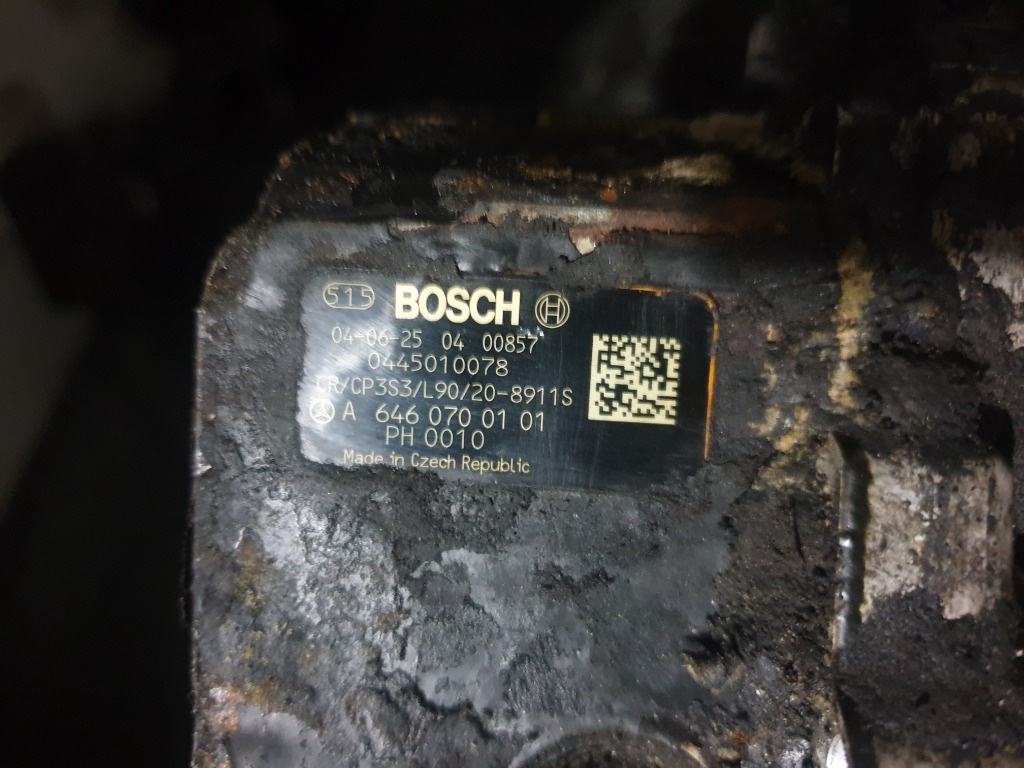 515 BOSCH
04-06-25 04 00857
0445010078
CR/CP3S3/L90/20-8911S
A 646 070 01 01
PH 0010
Made in Czech Republic